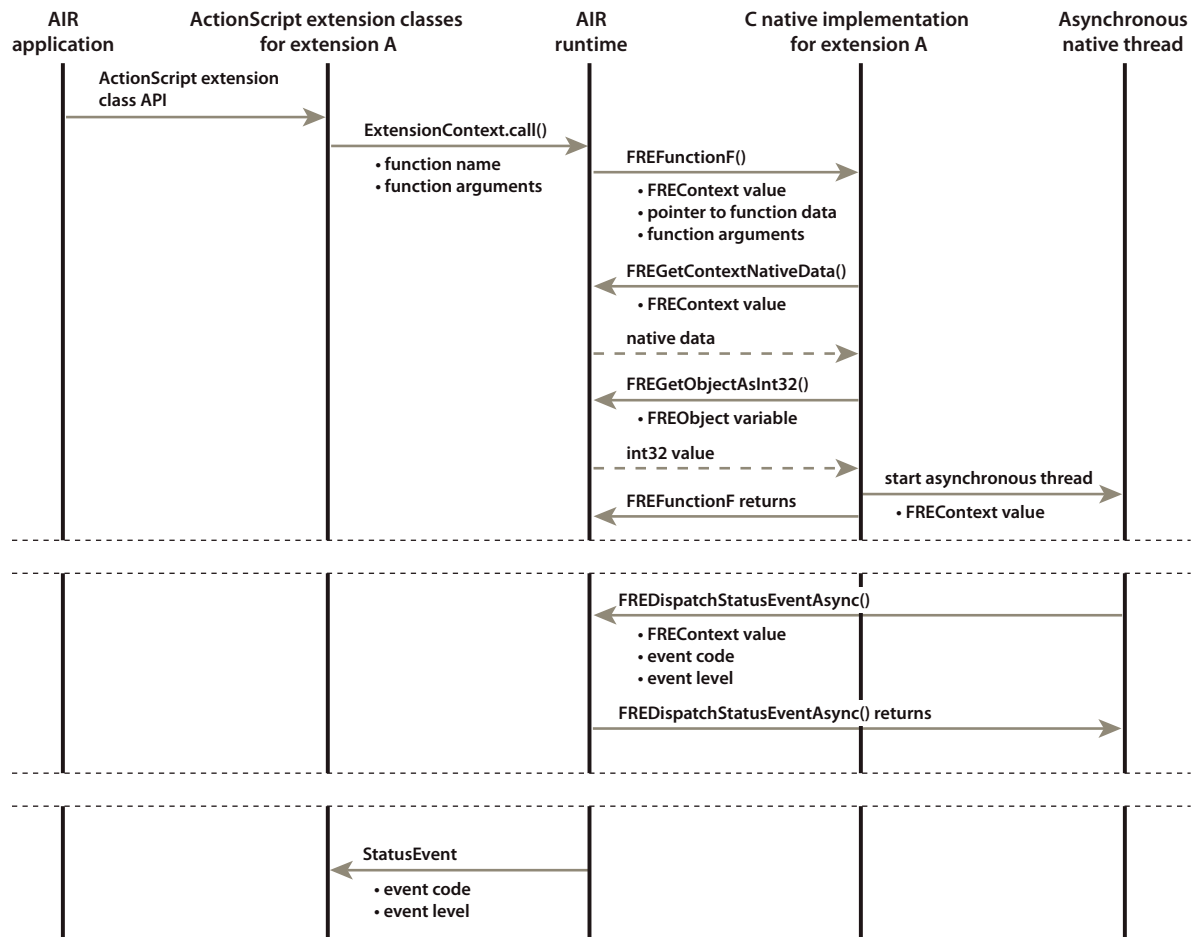 AIR
application
ActionScript extension classes
for extension A
AIR
runtime
C native implementation
for extension A
Asynchronous
native thread
ActionScript extension
class API
ExtensionContext.call()
• function name
• function arguments
FREFunctionF()
• FREContext value
• pointer to function data
• function arguments
FREGetContextNativeData()
• FREContext value
native data
FREGetObjectAsInt32()
• FREObject variable
int32 value
start asynchronous thread
• FREContext value
FREFunctionF returns
FREDispatchStatusEventAsync()
• FREContext value
• event code
• event level
FREDispatchStatusEventAsync() returns
StatusEvent
• event code
• event level